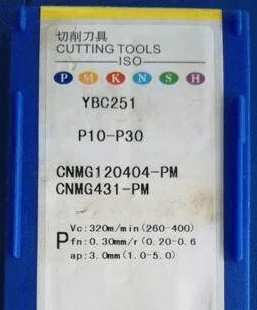 切削刀具
CUTTING TOOLS
ISO
P M K N S H
YBC251
P10-P30
CNMG120404-PM
CNMG431-PM
Vc:320m/min(260-400)
P fn:0.30mm/r(0.20-0.6
ap:3.0mm(1.0-5.0)